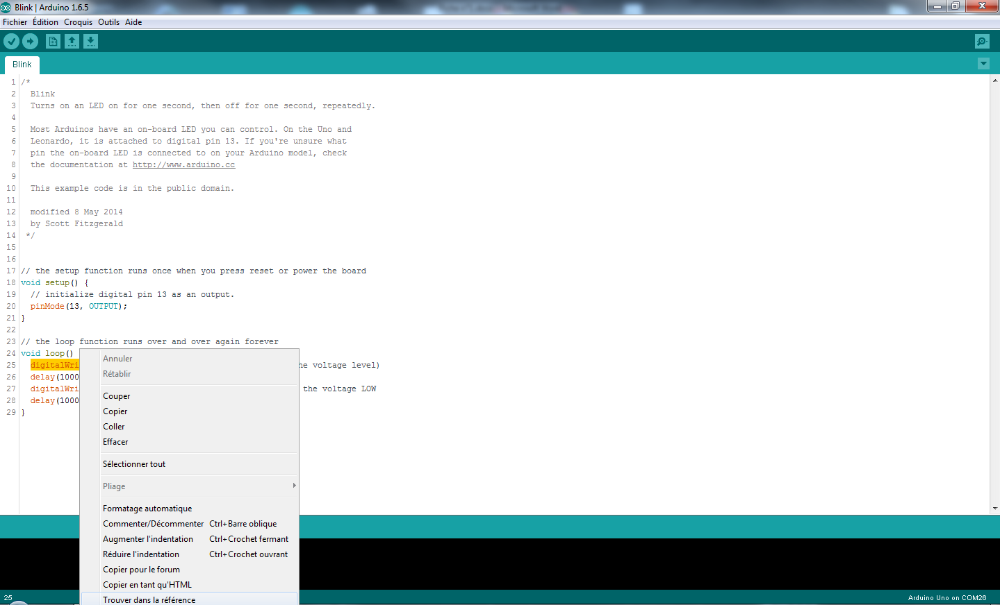 Blink | Arduino 1.6.5
Fichier Édition Croquis Outils Aide
Blink
1 /*
2 Blink
3 Turns on an LED on for one second, then off for one second, repeatedly.
4
5 Most Arduinos have an on-board LED you can control. On the Uno and
6 Leonardo, it is attached to digital pin 13. If you're unsure what
7 pin the on-board LED is connected to on your Arduino model, check
8 the documentation at http://www.arduino.cc
9
10 This example code is in the public domain.
11
12 modified 8 May 2014
13 by Scott Fitzgerald
14 */
15
16
17 // the setup function runs once when you press reset or power the board
18 void setup() {
19 // initialize digital pin 13 as an output.
20 pinMode(13, OUTPUT);
21 }
22
23 // the loop function runs over and over again forever
24 void loop()
25 digitalWri he voltage level)
26 delay(1000
27 digitalWri the voltage LOW
28 delay(1000
29 }
Annuler
Rétablir
Couper
Copier
Coller
Effacer
Sélectionner tout
Pliage
Formatage automatique
Commenter/Décommenter Ctrl+Barre oblique
Augmenter l'indentation Ctrl+Crochet fermant
Réduire l'indentation Ctrl+Crochet ouvrant
Copier pour le forum
Copier en tant qu'HTML
Trouver dans la référence
25
Arduino Uno on COM26